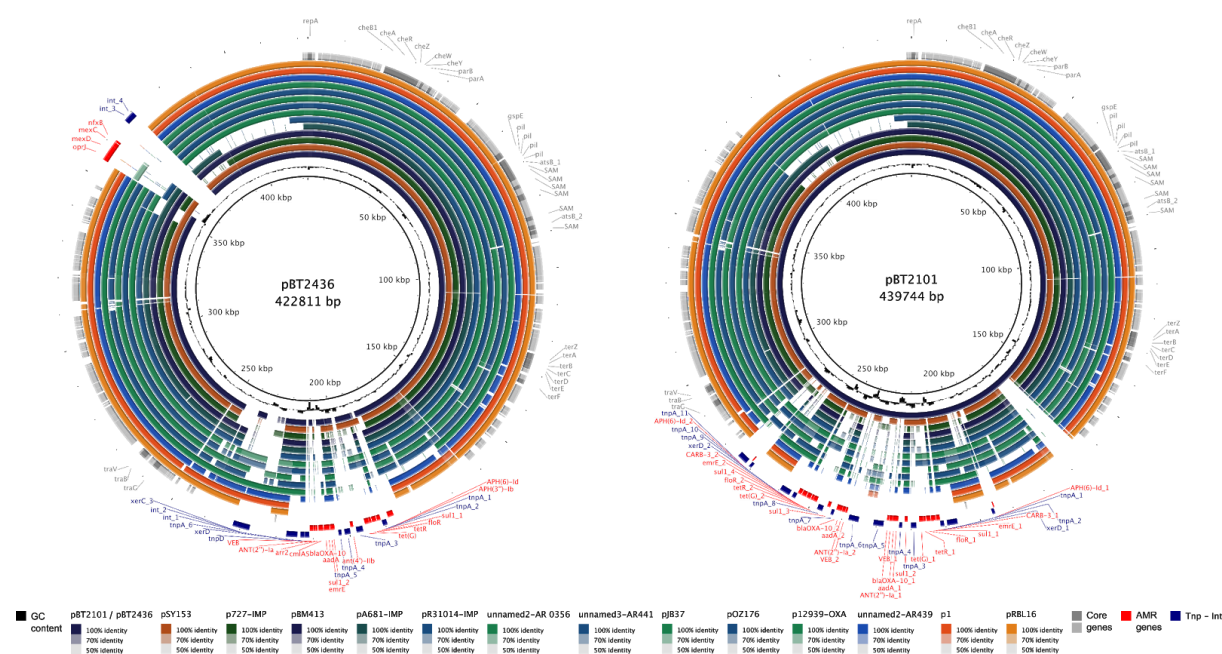 repA
cheB1
cheA
cheR
cheZ
cheW
cheY
parB
parA
gspE
pil
pil
pil
atsB_1
SAM
SAM
SAM
SAM
atsB_2
SAM
terZ
terA
terB
terC
terD
terE
terF
int_4
int_3
nfxB
mexC
mexD
oprJ
400 kbp
50 kbp
350 kbp
100 kbp
pBT2436
422811 bp
300 kbp
150 kbp
250 kbp
200 kbp
traV
traB
traC
xerC_3
int_2
int_1
tnpA_6
xerD
tnpD
VEB
ANT(2")-Ia
arr2
cmlA5
blaOXA-10
aadA
sul1_2
emrE
tnpA_5
tnpA_4
ant(4')-IIb
tnpA_3
tet(G)
tetR
floR
sul1_1
tnpA_2
tnpA_1
APH(3")-Ib
APH(6)-Id
repA
cheB1
cheA
cheR
cheZ
cheW
cheY
parB
parA
gspE
pil
pil
pil
atsB_1
SAM
SAM
SAM
SAM
atsB_2
SAM
terZ
terA
terB
terC
terD
terE
terF
400 kbp
50 kbp
350 kbp
100 kbp
pBT2101
439744 bp
300 kbp
150 kbp
250 kbp
200 kbp
traV
traB
traC
tnpA_11
APH(6)-Id_2
tnpA_10
tnpA_9
xerD_2
CARB-3_2
emrE_2
sul1_4
floR_2
tetR_2
tet(G)_2
tnpA_8
sul1_3
tnpA_7
blaOXA-10_2
aadA_2
ANT(2")-Ia_2
VEB_2
tnpA_6
tnpA_5
VEB_1
sul1_2
tnpA_4
tnpA_3
blaOXA-10_1
aadA_1
ANT(2")-Ia_1
tet(G)_1
tetR_1
floR_1
sul1_1
emrE_1
xerD_1
CARB-3_1
tnpA_2
tnpA_1
APH(6)-Id_1
GC content
pBT2101 / pBT2436
100% identity
70% identity
50% identity
pSY153
100% identity
70% identity
50% identity
p727-IMP
100% identity
70% identity
50% identity
pBM413
100% identity
70% identity
50% identity
pA681-IMP
100% identity
70% identity
50% identity
pR31014-IMP
100% identity
70% identity
50% identity
unnamed2-AR 0356
100% identity
70% identity
50% identity
unnamed3-AR441
100% identity
70% identity
50% identity
pJB37
100% identity
70% identity
50% identity
pOZ176
100% identity
70% identity
50% identity
p12939-OXA
100% identity
70% identity
50% identity
unnamed2-AR439
100% identity
70% identity
50% identity
p1
100% identity
70% identity
50% identity
pRBL16
100% identity
70% identity
50% identity
Core genes
AMR genes
Tnp - Int